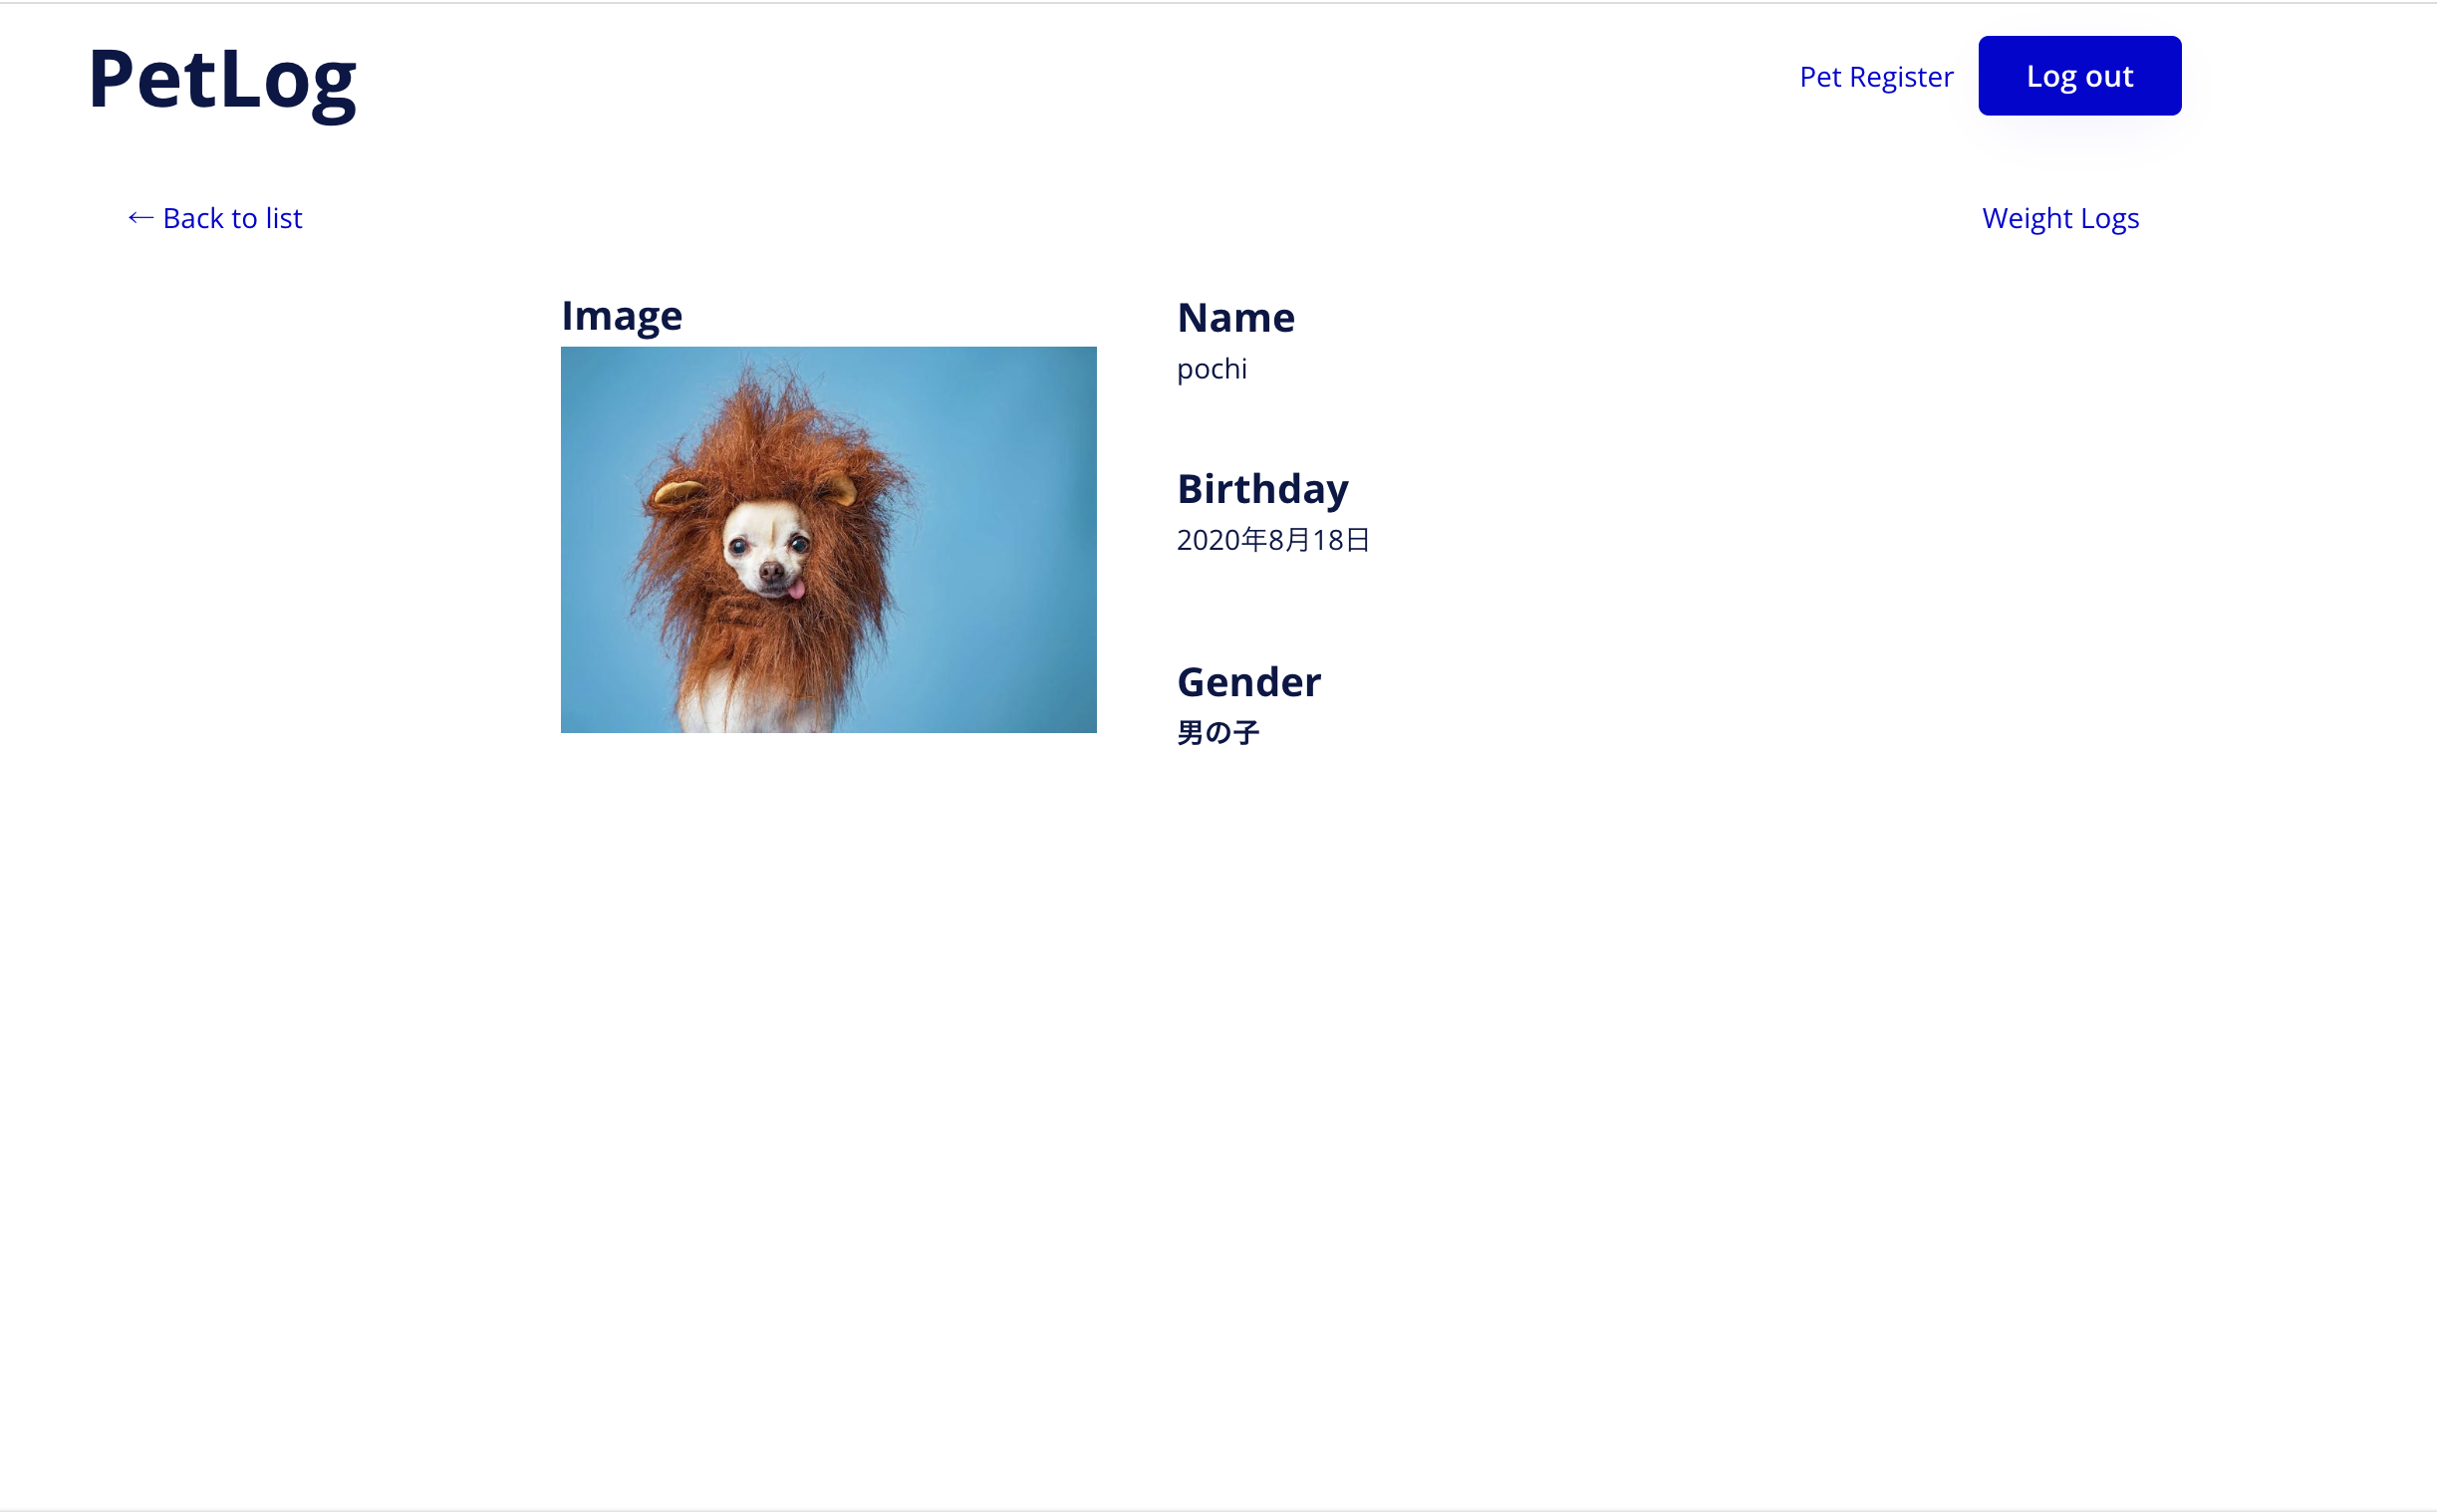 PetLog
Pet Register
Log out
← Back to list
Weight Logs
Image
Name
pochi
Birthday
2020年8月18日
Gender
男の子